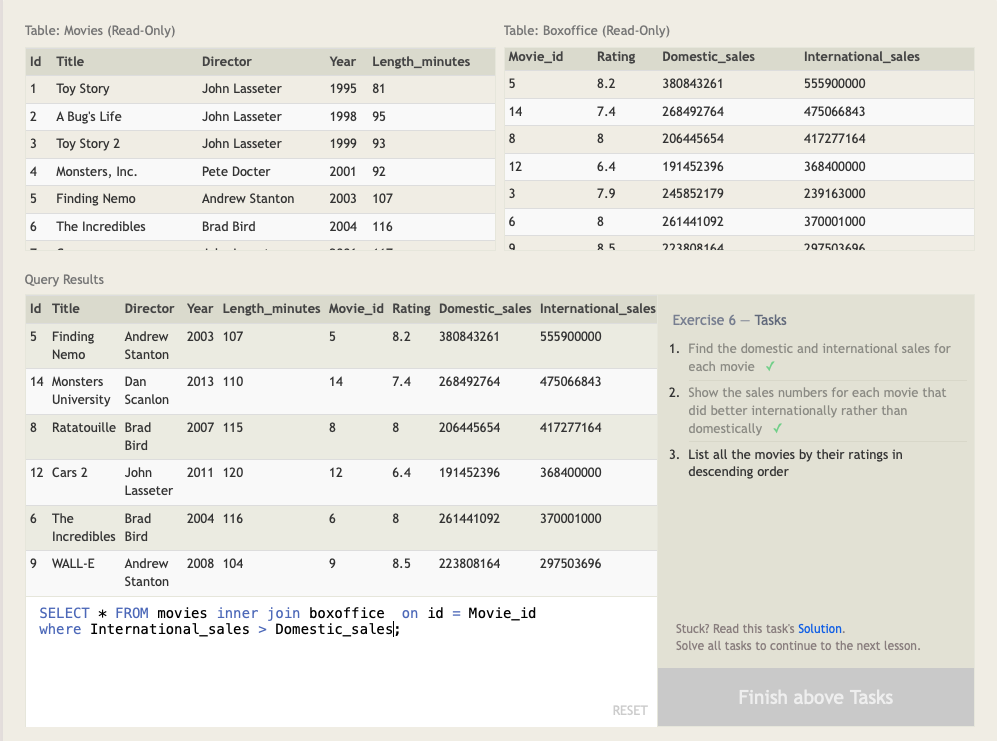 Table: Movies (Read-Only)
Id Title Director Year Length_minutes
1 Toy Story John Lasseter 1995 81
2 A Bug's Life John Lasseter 1998 95
3 Toy Story 2 John Lasseter 1999 93
4 Monsters, Inc. Pete Docter 2001 92
5 Finding Nemo Andrew Stanton 2003 107
6 The Incredibles Brad Bird 2004 116
Table: Boxoffice (Read-Only)
Movie_id Rating Domestic_sales International_sales
5 8.2 380843261 555900000
14 7.4 268492764 475066843
8 8 206445654 417277164
12 6.4 191452396 368400000
3 7.9 245852179 239163000
6 8 261441092 370001000
9 8.5 223808164 297503696
Query Results
Id Title Director Year Length_minutes Movie_id Rating Domestic_sales International_sales
5 Finding Andrew 2003 107 5 8.2 380843261 555900000
Nemo Stanton
14 Monsters Dan 2013 110 14 7.4 268492764 475066843
University Scanlon
8 Ratatouille Brad 2007 115 8 8 206445654 417277164
Bird
12 Cars 2 John 2011 120 12 6.4 191452396 368400000
Lasseter
6 The Brad 2004 116 6 8 261441092 370001000
Incredibles Bird
9 WALL-E Andrew 2008 104 9 8.5 223808164 297503696
Stanton
SELECT * FROM movies inner join boxoffice  on id = Movie_id
where International_sales > Domestic_sales;
RESET
Exercise 6 — Tasks
1. Find the domestic and international sales for
each movie ✓
2. Show the sales numbers for each movie that
did better internationally rather than
domestically ✓
3. List all the movies by their ratings in
descending order
Stuck? Read this task's Solution.
Solve all tasks to continue to the next lesson.
Finish above Tasks